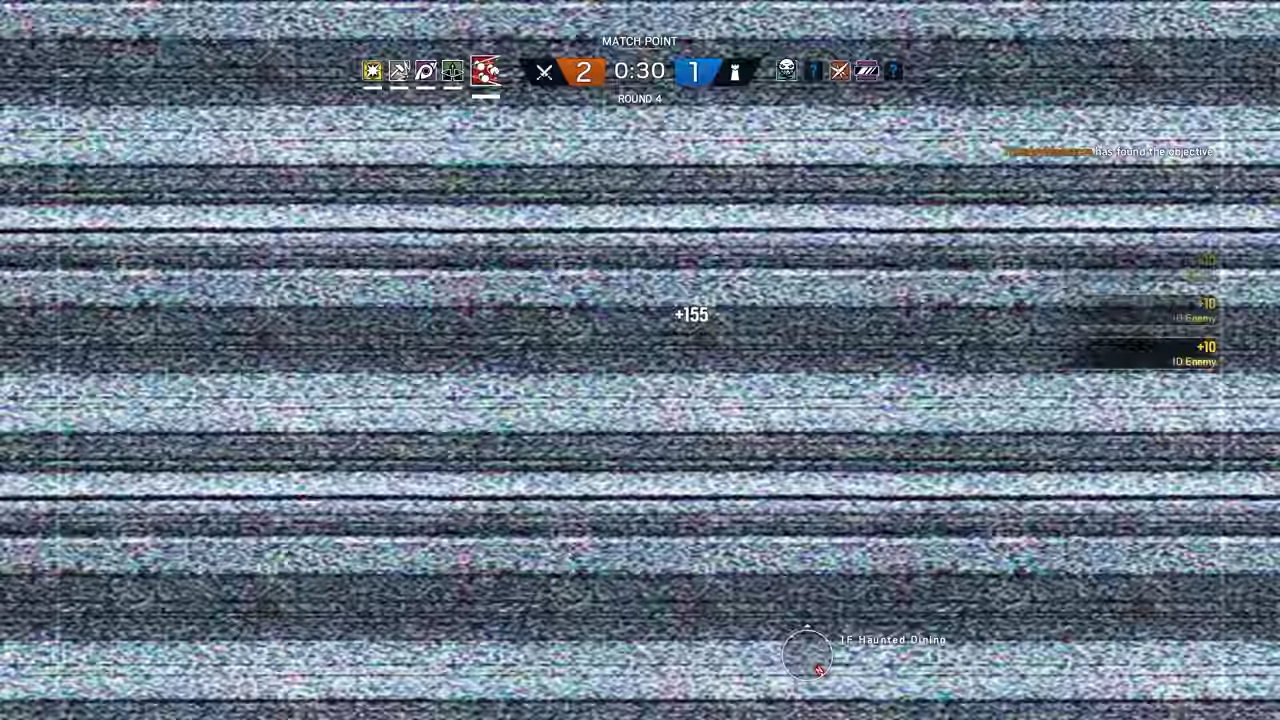 MATCH POINT
2 0:30 1
? ?
ROUND 4
has found the objective
+10
+155
+10
ID Enemy
+10
ID Enemy
1F Haunted Dining
N